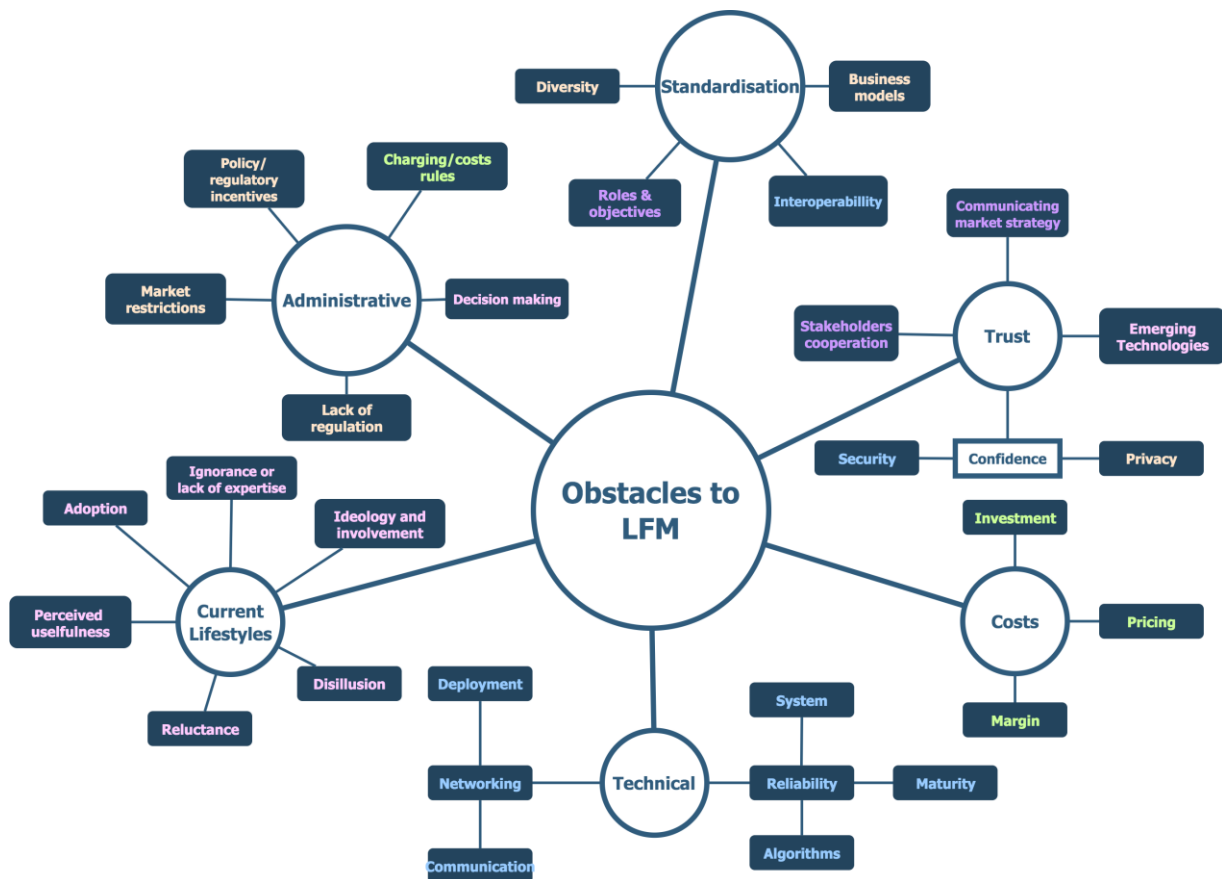 Standardisation
Diversity
Business
models
Roles &
objectives
Interoperabillity
Policy/
regulatory
incentives
Charging/costs
rules
Administrative
Market
restrictions
Decision making
Lack of
regulation
Communicating
market strategy
Stakeholders
cooperation
Trust
Emerging
Technologies
Security
Confidence
Privacy
Obstacles to
LFM
Ignorance or
lack of expertise
Adoption
Ideology and
involvement
Perceived
uselfulness
Current
Lifestyles
Disillusion
Reluctance
Investment
Costs
Pricing
Margin
Deployment
Networking
Communication
Technical
System
Reliability
Maturity
Algorithms